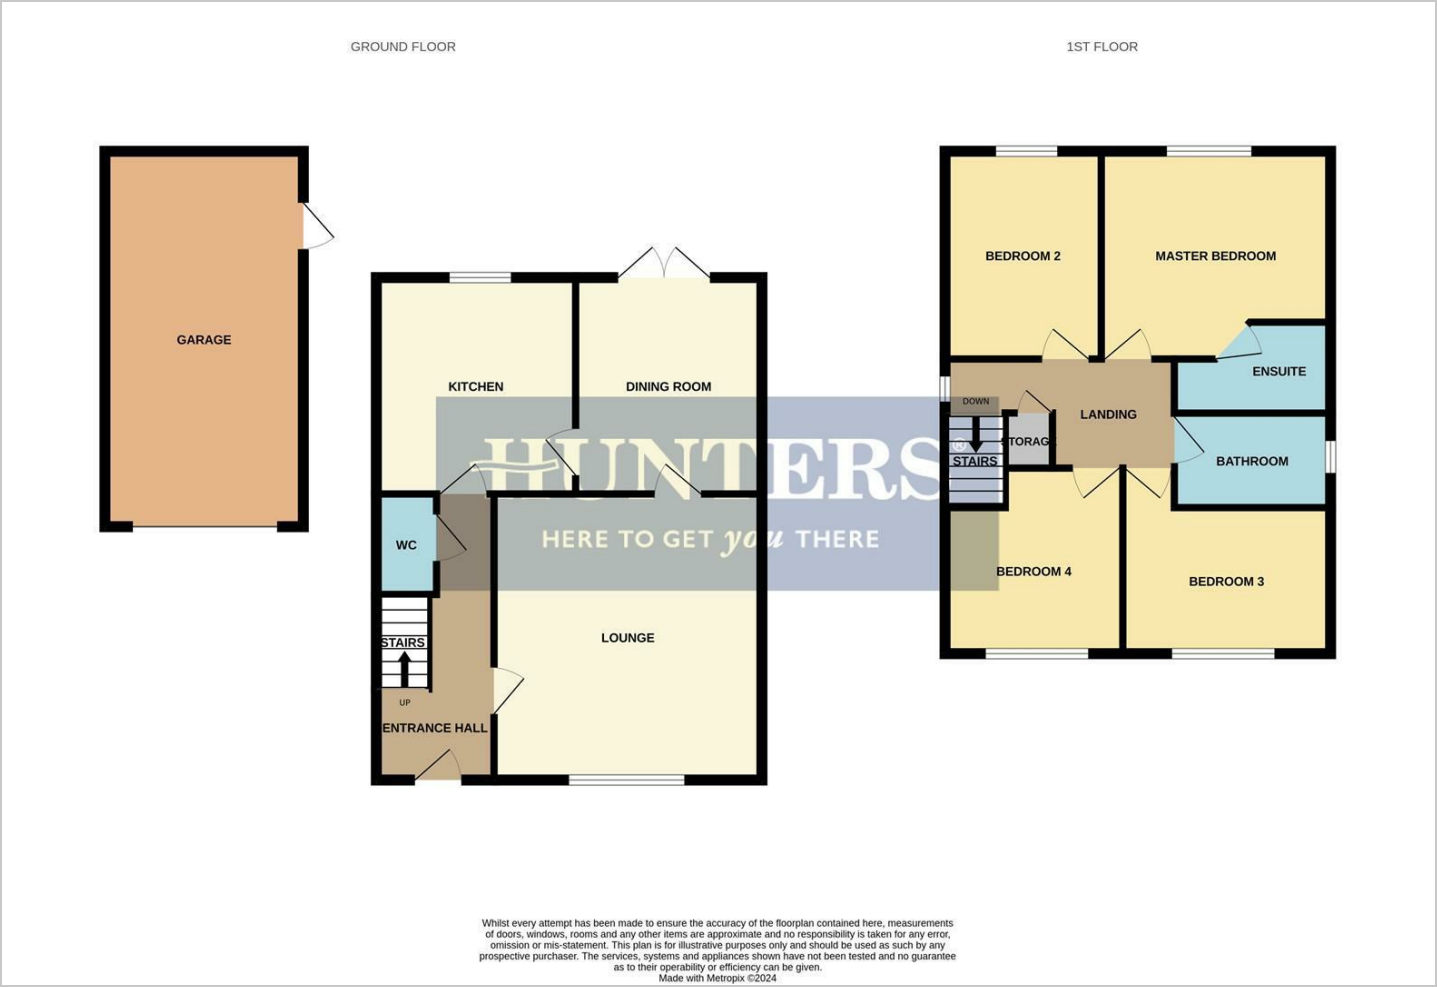 GROUND FLOOR
1ST FLOOR
GARAGE
KITCHEN
DINING ROOM
WC
STAIRS
UP
ENTRANCE HALL
LOUNGE
BEDROOM 2
MASTER BEDROOM
ENSUITE
DOWN
LANDING
STORAGE
STAIRS
BATHROOM
BEDROOM 4
BEDROOM 3
HUNTERS®
HERE TO GET you THERE
Whilst every attempt has been made to ensure the accuracy of the floorplan contained here, measurements
of doors, windows, rooms and any other items are approximate and no responsibility is taken for any error,
omission or mis-statement. This plan is for illustrative purposes only and should be used as such by any
prospective purchaser. The services, systems and appliances shown have not been tested and no guarantee
as to their operability or efficiency can be given.
Made with Metropix ©2024